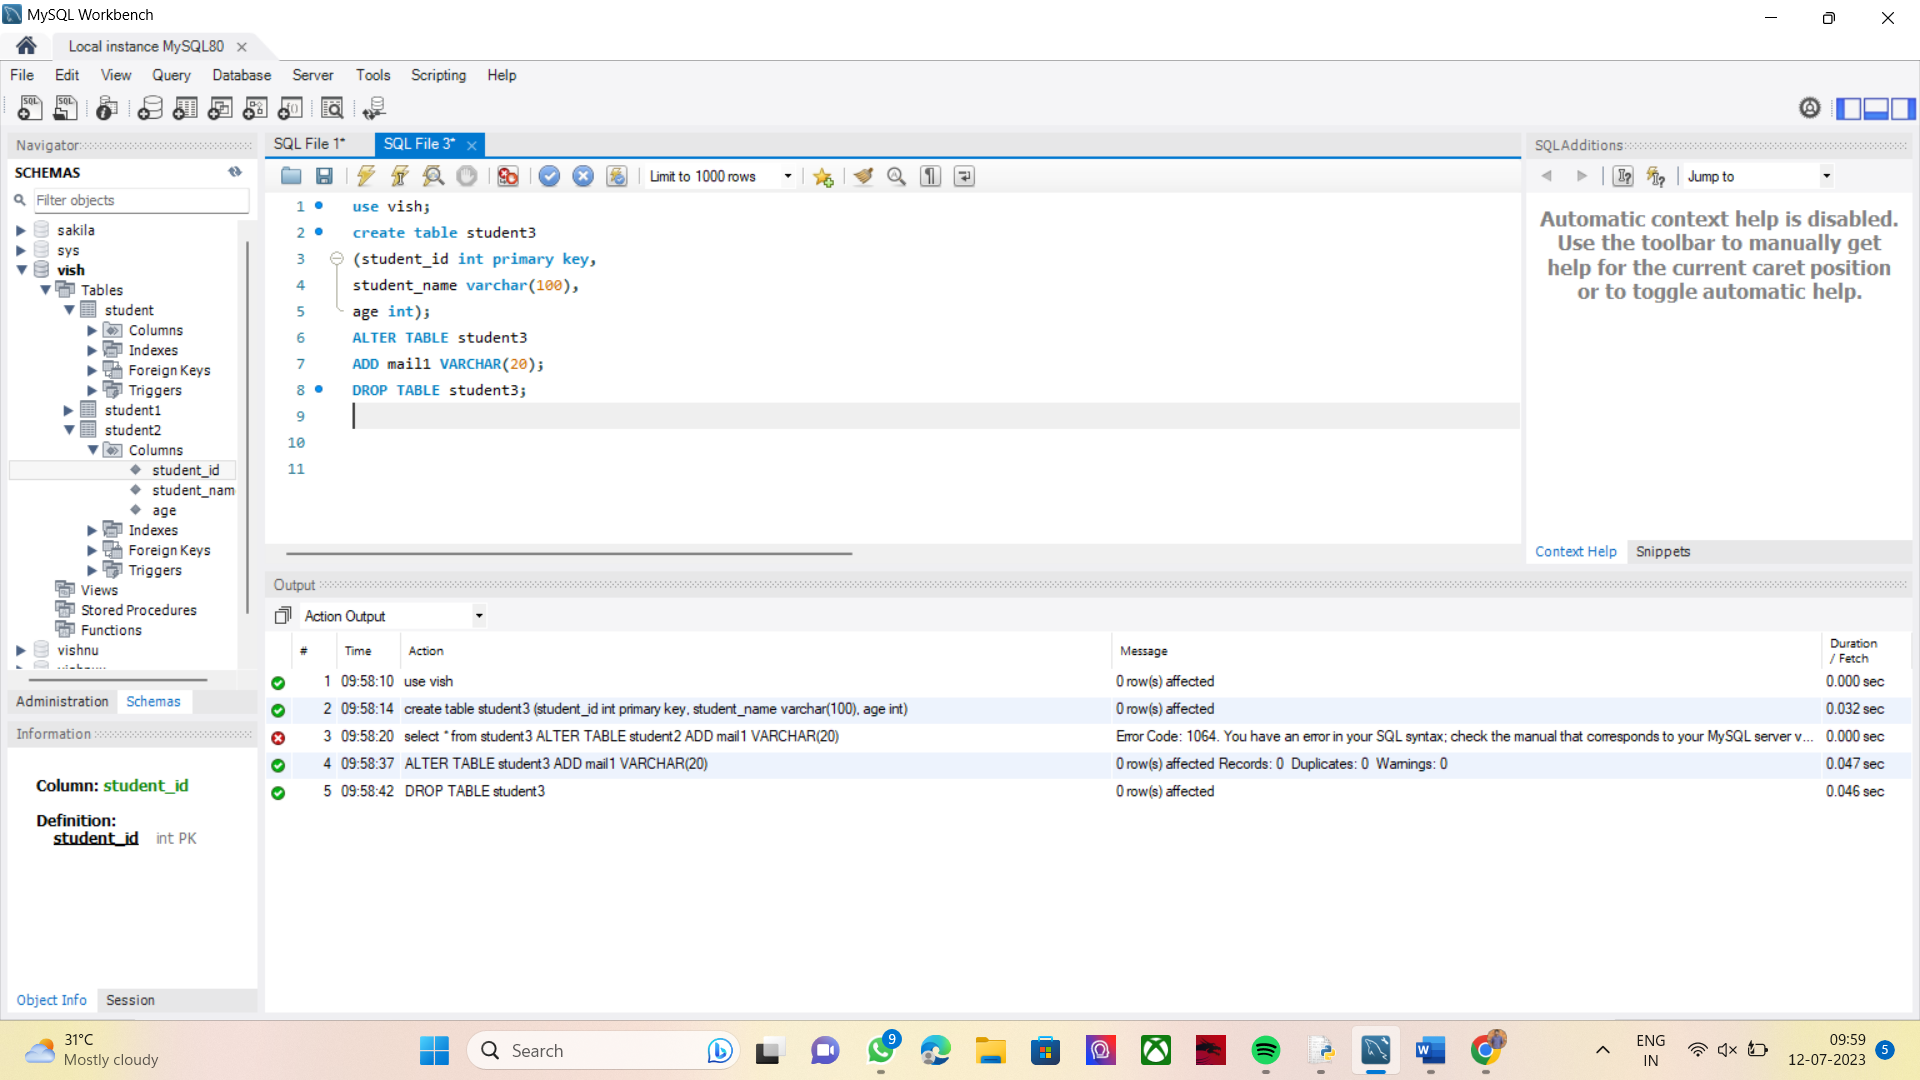 MySQL Workbench
Local instance MySQL80
File Edit View Query Database Server Tools Scripting Help
Navigator
SCHEMAS
Filter objects
sakila
sys
vish
Tables
student
Columns
Indexes
Foreign Keys
Triggers
student1
student2
Columns
student_id
student_nam
age
Indexes
Foreign Keys
Triggers
Views
Stored Procedures
Functions
vishnu
Administration Schemas
Information
Column: student_id
Definition:
student_id int PK
Object Info Session
SQL File 1* SQL File 3*
Limit to 1000 rows
1 use vish;
2 create table student3
3 (student_id int primary key,
4 student_name varchar(100),
5 age int);
6 ALTER TABLE student3
7 ADD mail1 VARCHAR(20);
8 DROP TABLE student3;
9
10
11
SQLAdditions
Jump to
Automatic context help is disabled.
Use the toolbar to manually get
help for the current caret position
or to toggle automatic help.
Context Help Snippets
Output
Action Output
# Time Action Message Duration / Fetch
1 09:58:10 use vish 0 row(s) affected 0.000 sec
2 09:58:14 create table student3 (student_id int primary key, student_name varchar(100), age int) 0 row(s) affected 0.032 sec
3 09:58:20 select * from student3 ALTER TABLE student2 ADD mail1 VARCHAR(20) Error Code: 1064. You have an error in your SQL syntax; check the manual that corresponds to your MySQL server v... 0.000 sec
4 09:58:37 ALTER TABLE student3 ADD mail1 VARCHAR(20) 0 row(s) affected Records: 0 Duplicates: 0 Warnings: 0 0.047 sec
5 09:58:42 DROP TABLE student3 0 row(s) affected 0.046 sec
31°C
Mostly cloudy
Search
9
ENG
IN
09:59
12-07-2023
5